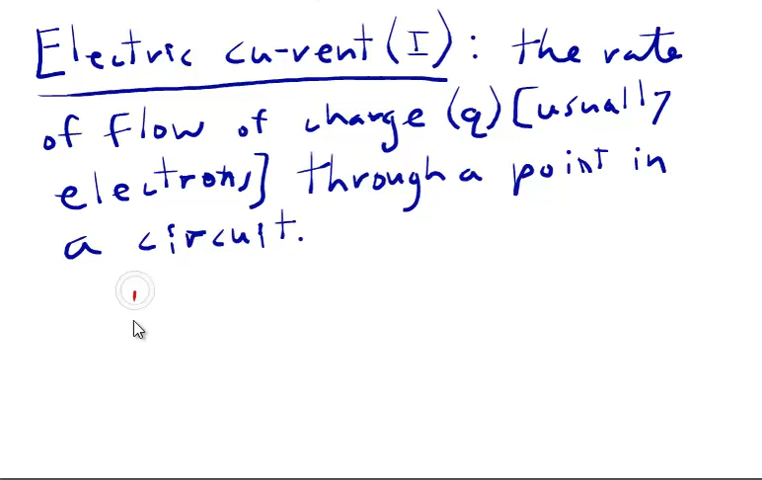 Electric current (I): the rate
of flow of charge (q) [usually
electrons] through a point in
a circuit.